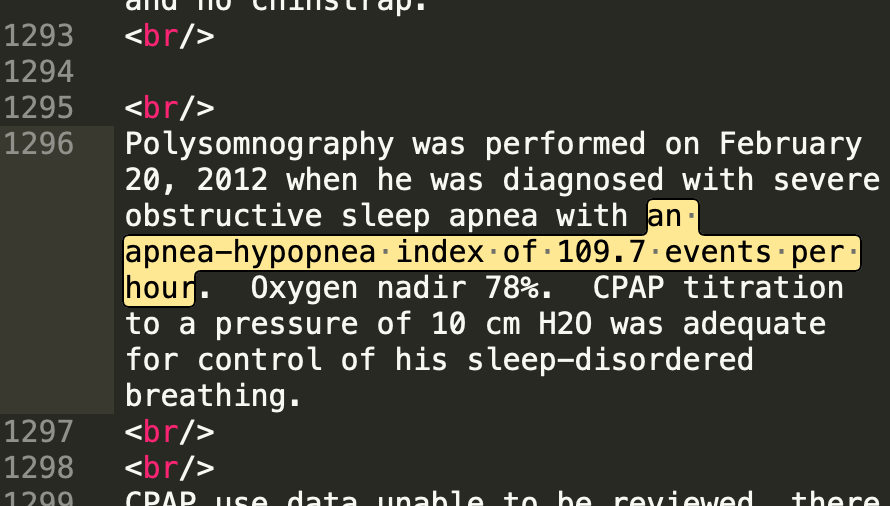 and no chinstrap.
1293 <br/>
1294
1295 <br/>
1296 Polysomnography was performed on February
20, 2012 when he was diagnosed with severe
obstructive sleep apnea with an
apnea-hypopnea index of 109.7 events per
hour.  Oxygen nadir 78%.  CPAP titration
to a pressure of 10 cm H2O was adequate
for control of his sleep-disordered
breathing.
1297 <br/>
1298 <br/>
1299 CPAP use data unable to be reviewed, there